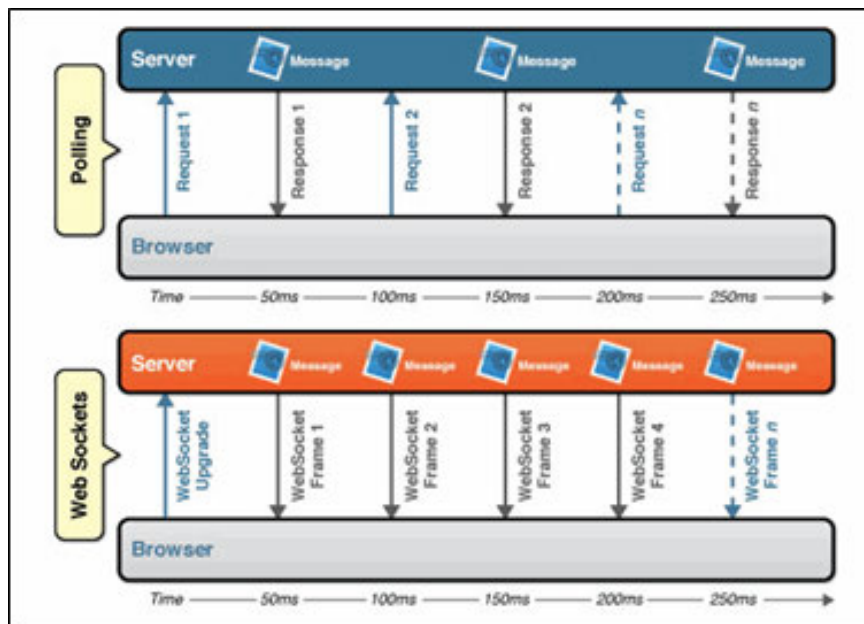 Polling
Server
Message
Message
Message
Request 1
Response 1
Request 2
Response 2
Request n
Response n
Browser
Time 50ms 100ms 150ms 200ms 250ms
Web Sockets
Server
Message
Message
Message
Message
Message
WebSocket
Upgrade
WebSocket
Frame 1
WebSocket
Frame 2
WebSocket
Frame 3
WebSocket
Frame 4
WebSocket
Frame n
Browser
Time 50ms 100ms 150ms 200ms 250ms